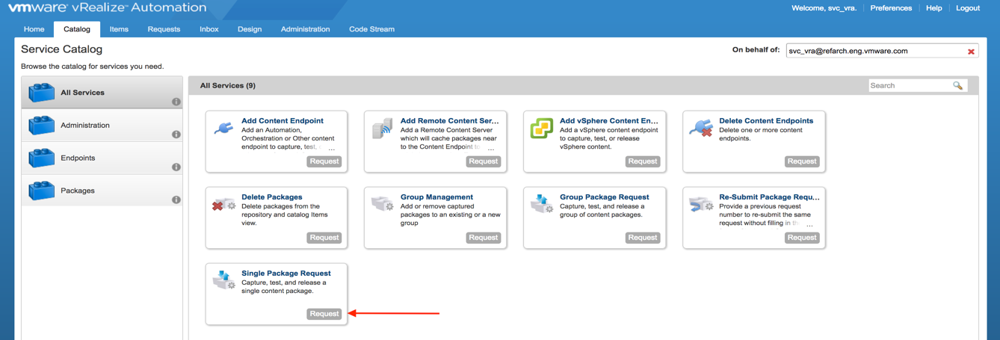 vmware vRealize™ Automation
Welcome, svc_vra. Preferences Help Logout
Home Catalog Items Requests Inbox Design Administration Code Stream
Service Catalog
On behalf of: svc_vra@refarch.eng.vmware.com
Browse the catalog for services you need.
All Services
Administration
Endpoints
Packages
All Services (9)
Search
Add Content Endpoint
Add an Automation,
Orchestration or Other content
endpoint to capture, test, ...
Request
Add Remote Content Ser...
Add a Remote Content Server
which will cache packages near
to the Content Endpoint to ...
Request
Add vSphere Content En...
Add a vSphere content endpoint
to capture, test, or release
vSphere content.
Request
Delete Content Endpoints
Delete one or more content
endpoints.
Request
Delete Packages
Delete packages from the
repository and catalog Items
view.
Request
Group Management
Add or remove captured
packages to an existing or a new
group
Request
Group Package Request
Capture, test, and release a
group of content packages.
Request
Re-Submit Package Requ...
Provide a previous request
number to re-submit the same
request without filling in the ...
Request
Single Package Request
Capture, test, and release a
single content package.
Request